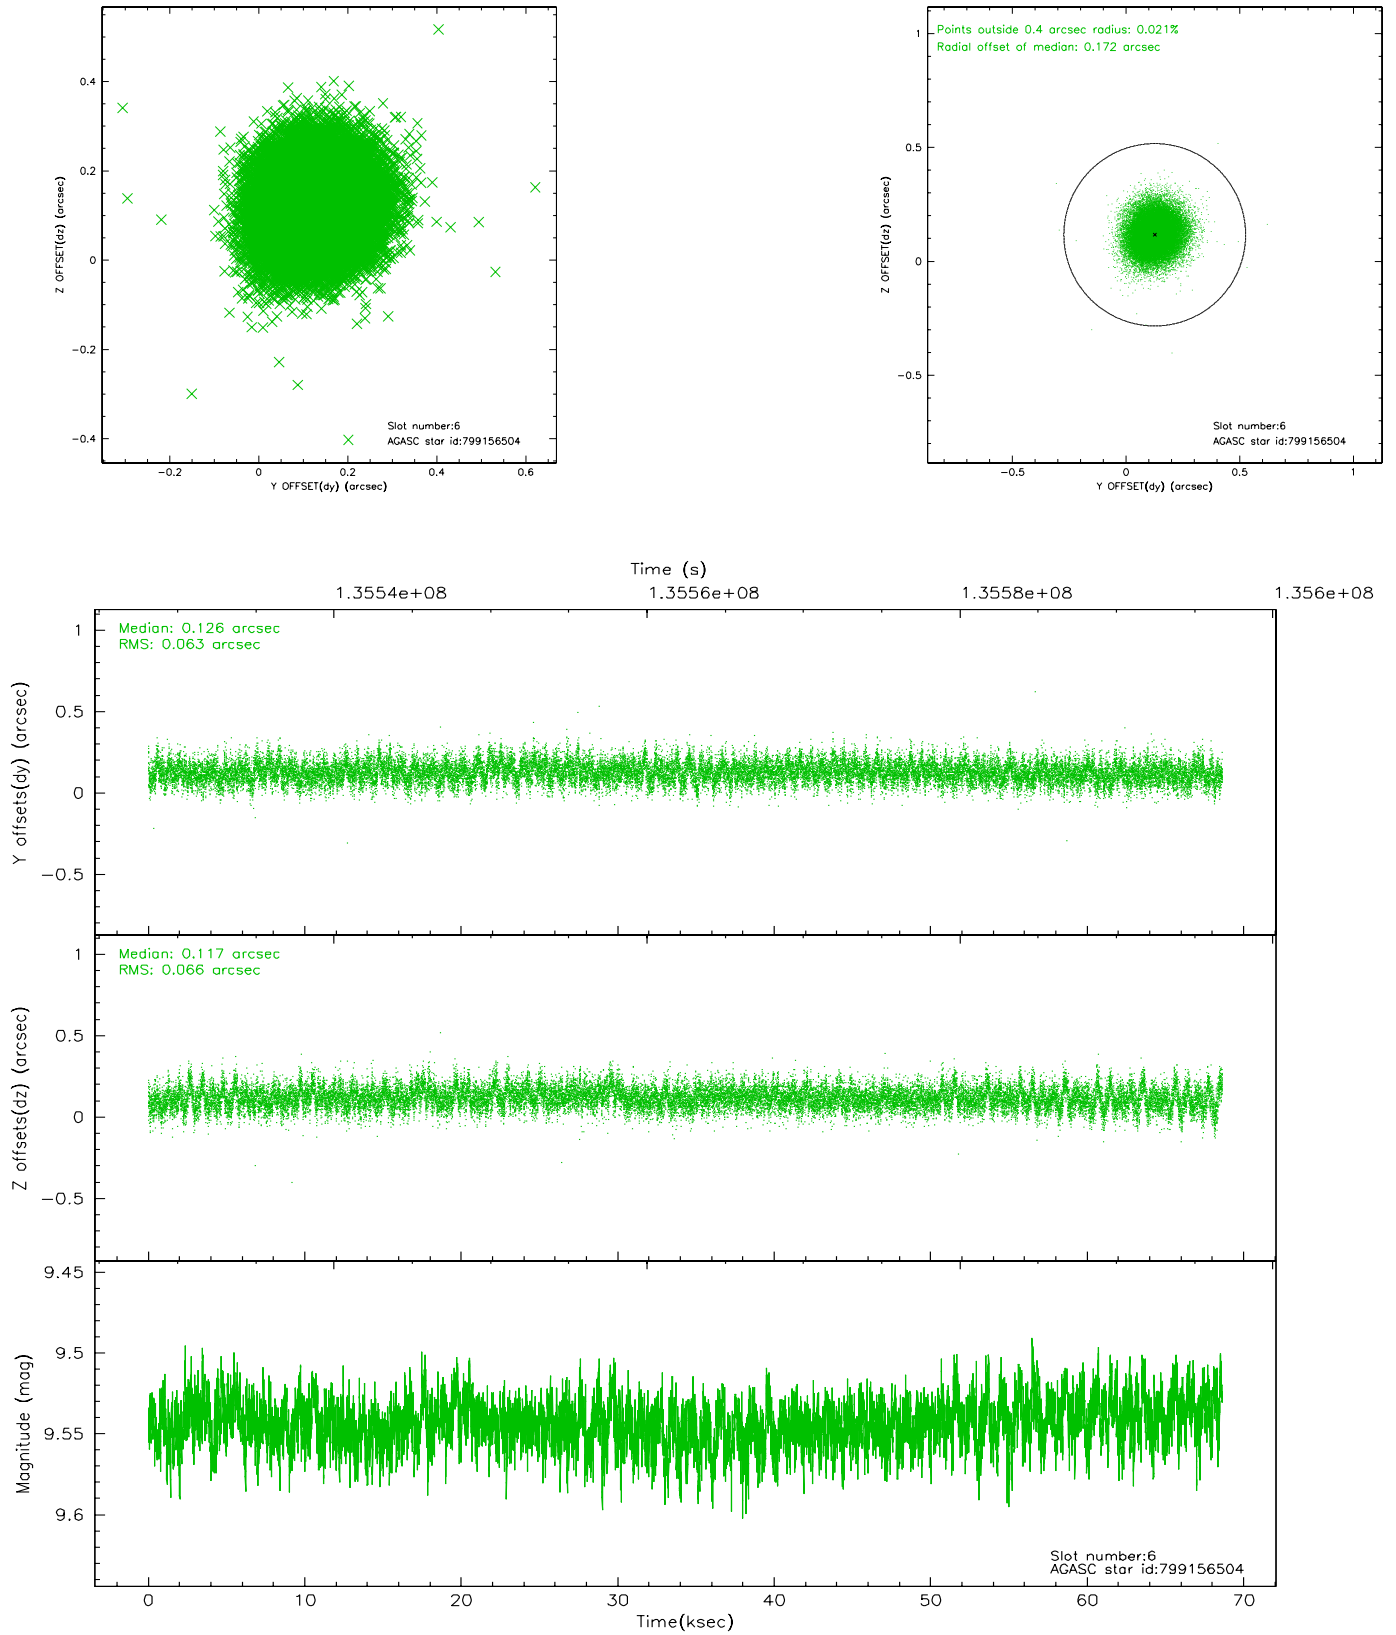 0.4
0.2
0
-0.2
-0.4
Z OFFSET(dz) (arcsec)
Slot number:6
AGASC star id:799156504
-0.2 0 0.2 0.4 0.6
Y OFFSET(dy) (arcsec)
Points outside 0.4 arcsec radius: 0.021%
Radial offset of median: 0.172 arcsec
1
0.5
0
-0.5
Z OFFSET(dz) (arcsec)
Slot number:6
AGASC star id:799156504
-0.5 0 0.5 1
Y OFFSET(dy) (arcsec)
Time (s)
1.3554e+08 1.3556e+08 1.3558e+08 1.356e+08
Median: 0.126 arcsec
RMS: 0.063 arcsec
1
0.5
0
-0.5
Y offsets(dy) (arcsec)
Median: 0.117 arcsec
RMS: 0.066 arcsec
1
0.5
0
-0.5
Z offsets(dz) (arcsec)
9.45
9.5
9.55
9.6
Magnitude (mag)
Slot number:6
AGASC star id:799156504
0 10 20 30 40 50 60 70
Time(ksec)